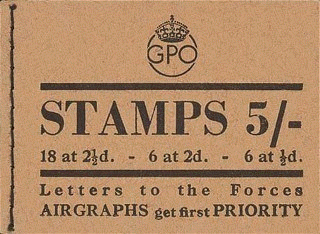 GPO
STAMPS 5/-
18 at 2½d. - 6 at 2d. - 6 at ½d.
Letters to the Forces
AIRGRAPHS get first PRIORITY